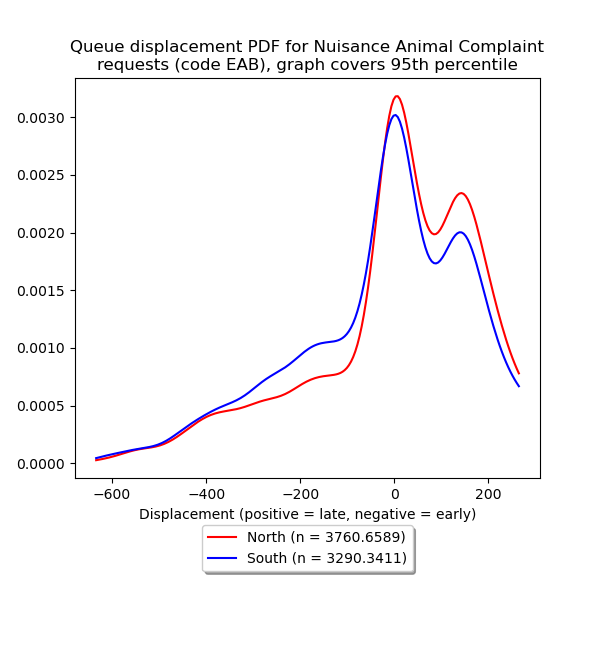 Queue displacement PDF for Nuisance Animal Complaint
requests (code EAB), graph covers 95th percentile
0.0030
0.0025
0.0020
0.0015
0.0010
0.0005
0.0000
−600 −400 −200 0 200
Displacement (positive = late, negative = early)
North (n = 3760.6589)
South (n = 3290.3411)